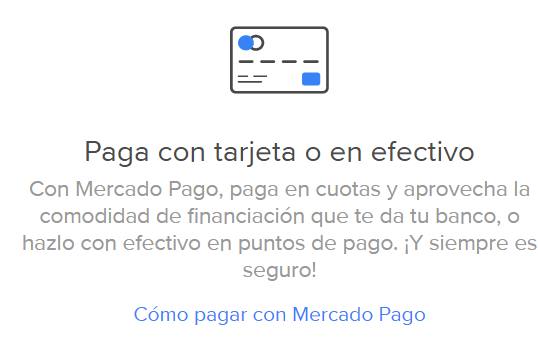 Paga con tarjeta o en efectivo
Con Mercado Pago, paga en cuotas y aprovecha la
comodidad de financiación que te da tu banco, o
hazlo con efectivo en puntos de pago. ¡Y siempre es
seguro!
Cómo pagar con Mercado Pago